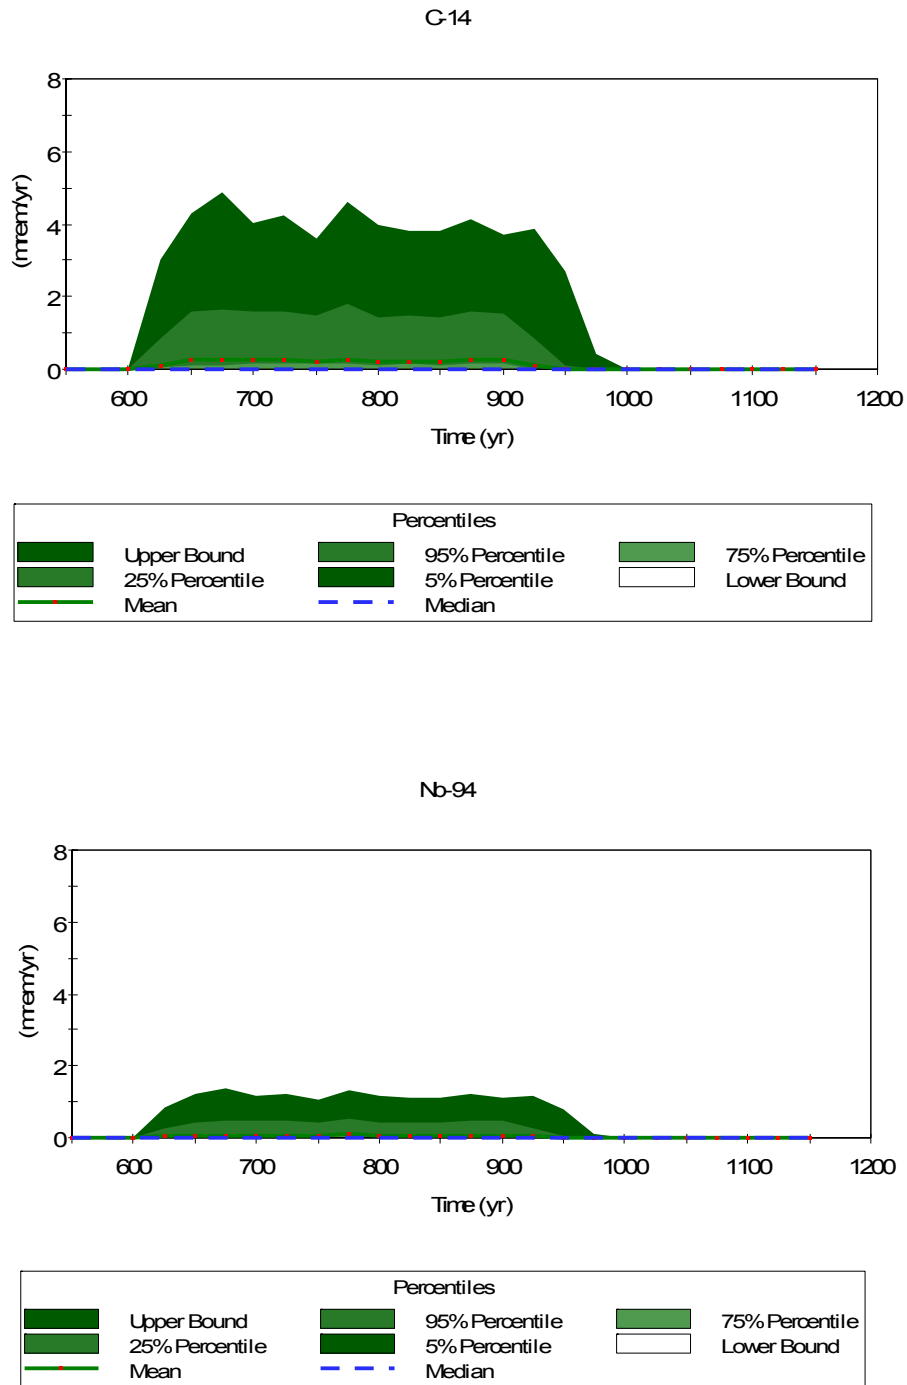 C-14
8
6
4
2
0
(mrem/yr)
600 700 800 900 1000 1100 1200
Time (yr)
Percentiles
Upper Bound 95% Percentile 75% Percentile
25% Percentile 5% Percentile Lower Bound
Mean Median
Nb-94
8
6
4
2
0
(mrem/yr)
600 700 800 900 1000 1100 1200
Time (yr)
Percentiles
Upper Bound 95% Percentile 75% Percentile
25% Percentile 5% Percentile Lower Bound
Mean Median